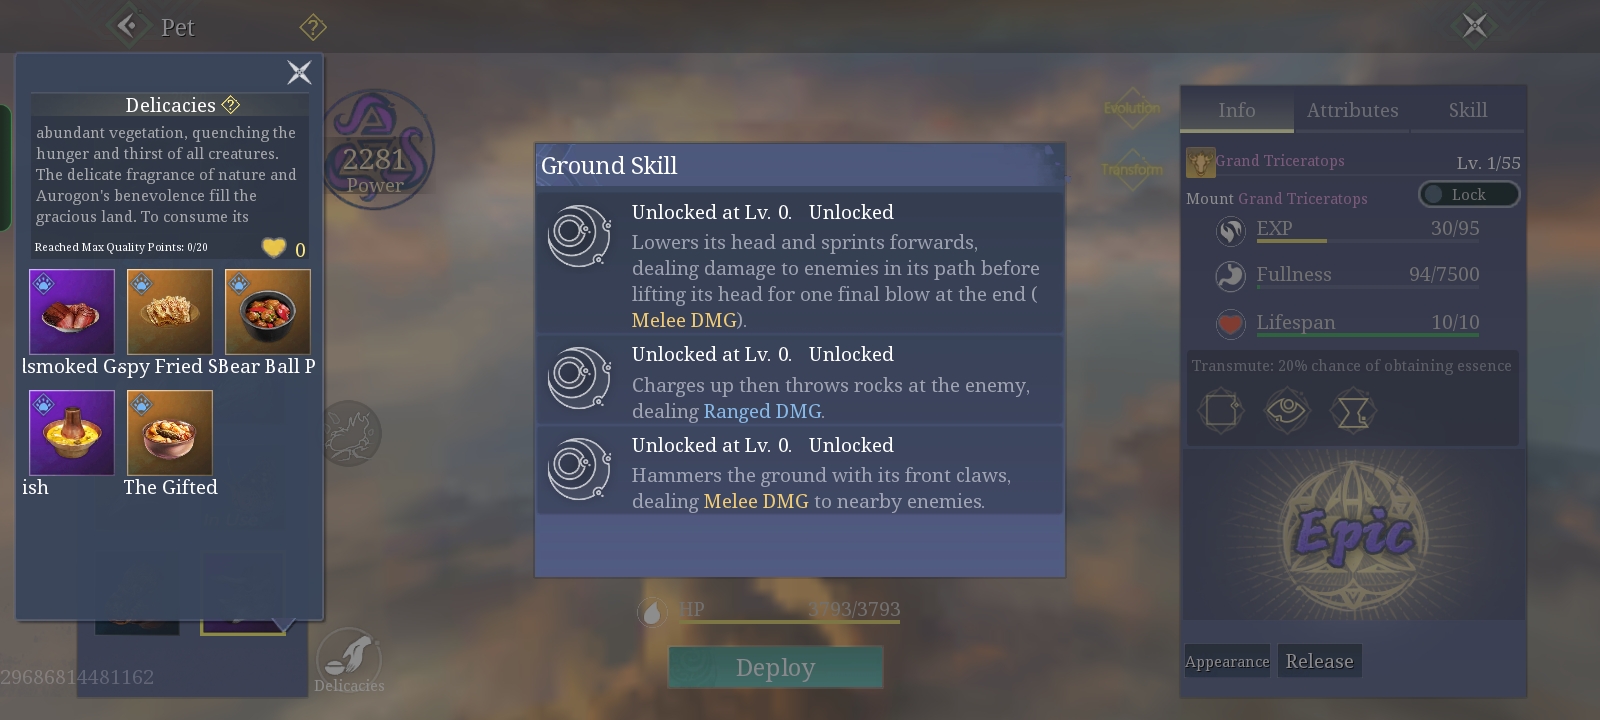 Pet
?
Delicacies ?
abundant vegetation, quenching the
hunger and thirst of all creatures.
The delicate fragrance of nature and
Aurogon's benevolence fill the
gracious land. To consume its
Reached Max Quality Points: 0/20
0
lsmoked G
spy Fried S
Bear Ball P
ish
The Gifted
29686814481162
2281
Power
Delicacies
Ground Skill
Unlocked at Lv. 0. Unlocked
Lowers its head and sprints forwards,
dealing damage to enemies in its path before
lifting its head for one final blow at the end (
Melee DMG).
Unlocked at Lv. 0. Unlocked
Charges up then throws rocks at the enemy,
dealing Ranged DMG.
Unlocked at Lv. 0. Unlocked
Hammers the ground with its front claws,
dealing Melee DMG to nearby enemies.
HP 3793/3793
Deploy
Evolution
Transform
Info Attributes Skill
Grand Triceratops Lv. 1/55
Mount Grand Triceratops Lock
EXP 30/95
Fullness 94/7500
Lifespan 10/10
Transmute: 20% chance of obtaining essence
Epic
Appearance Release